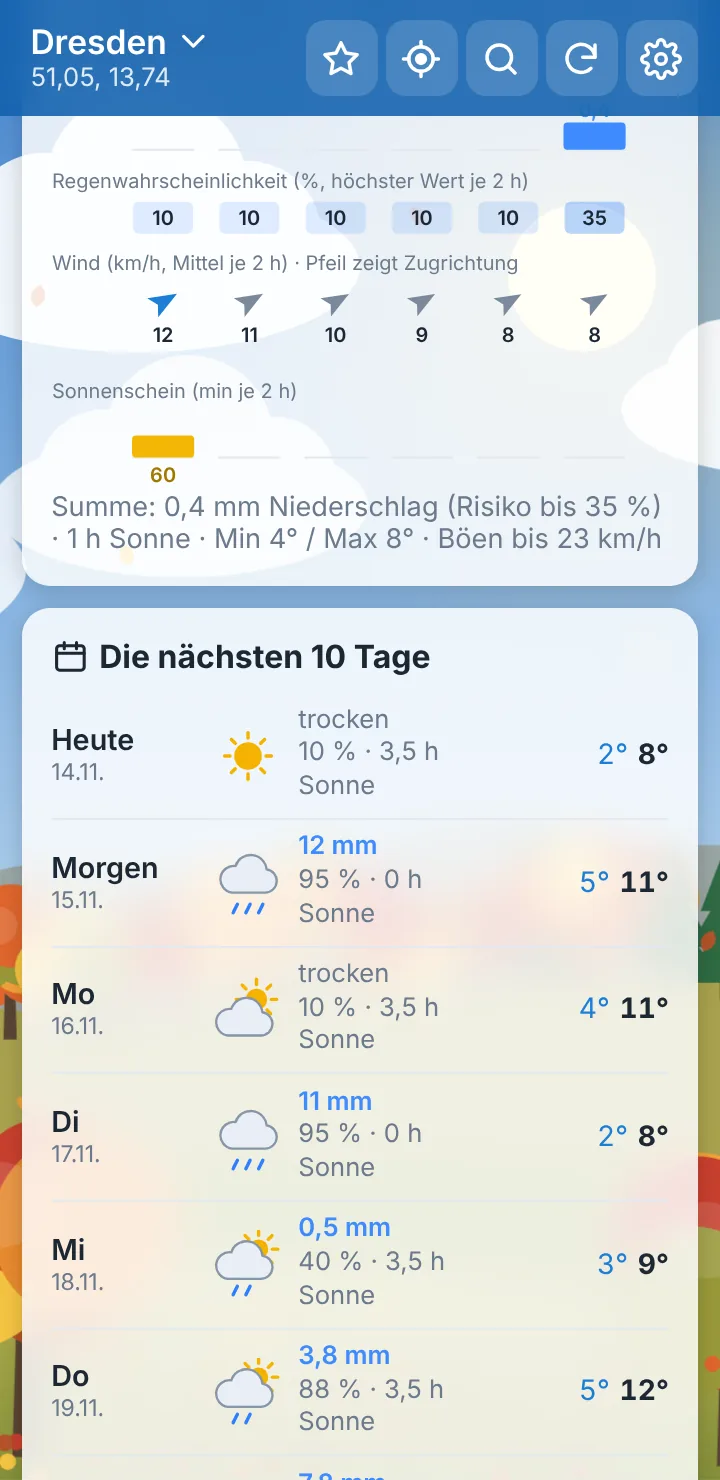 Dresden
51,05, 13,74
Regenwahrscheinlichkeit (%, höchster Wert je 2 h)
10 10 10 10 10 35
Wind (km/h, Mittel je 2 h) · Pfeil zeigt Zugrichtung
12 11 10 9 8 8
Sonnenschein (min je 2 h)
60
Summe: 0,4 mm Niederschlag (Risiko bis 35 %)
· 1 h Sonne · Min 4° / Max 8° · Böen bis 23 km/h
Die nächsten 10 Tage
Heute
14.11.
trocken
10 % · 3,5 h
Sonne
2° 8°
Morgen
15.11.
12 mm
95 % · 0 h
Sonne
5° 11°
Mo
16.11.
trocken
10 % · 3,5 h
Sonne
4° 11°
Di
17.11.
11 mm
95 % · 0 h
Sonne
2° 8°
Mi
18.11.
0,5 mm
40 % · 3,5 h
Sonne
3° 9°
Do
19.11.
3,8 mm
88 % · 3,5 h
Sonne
5° 12°